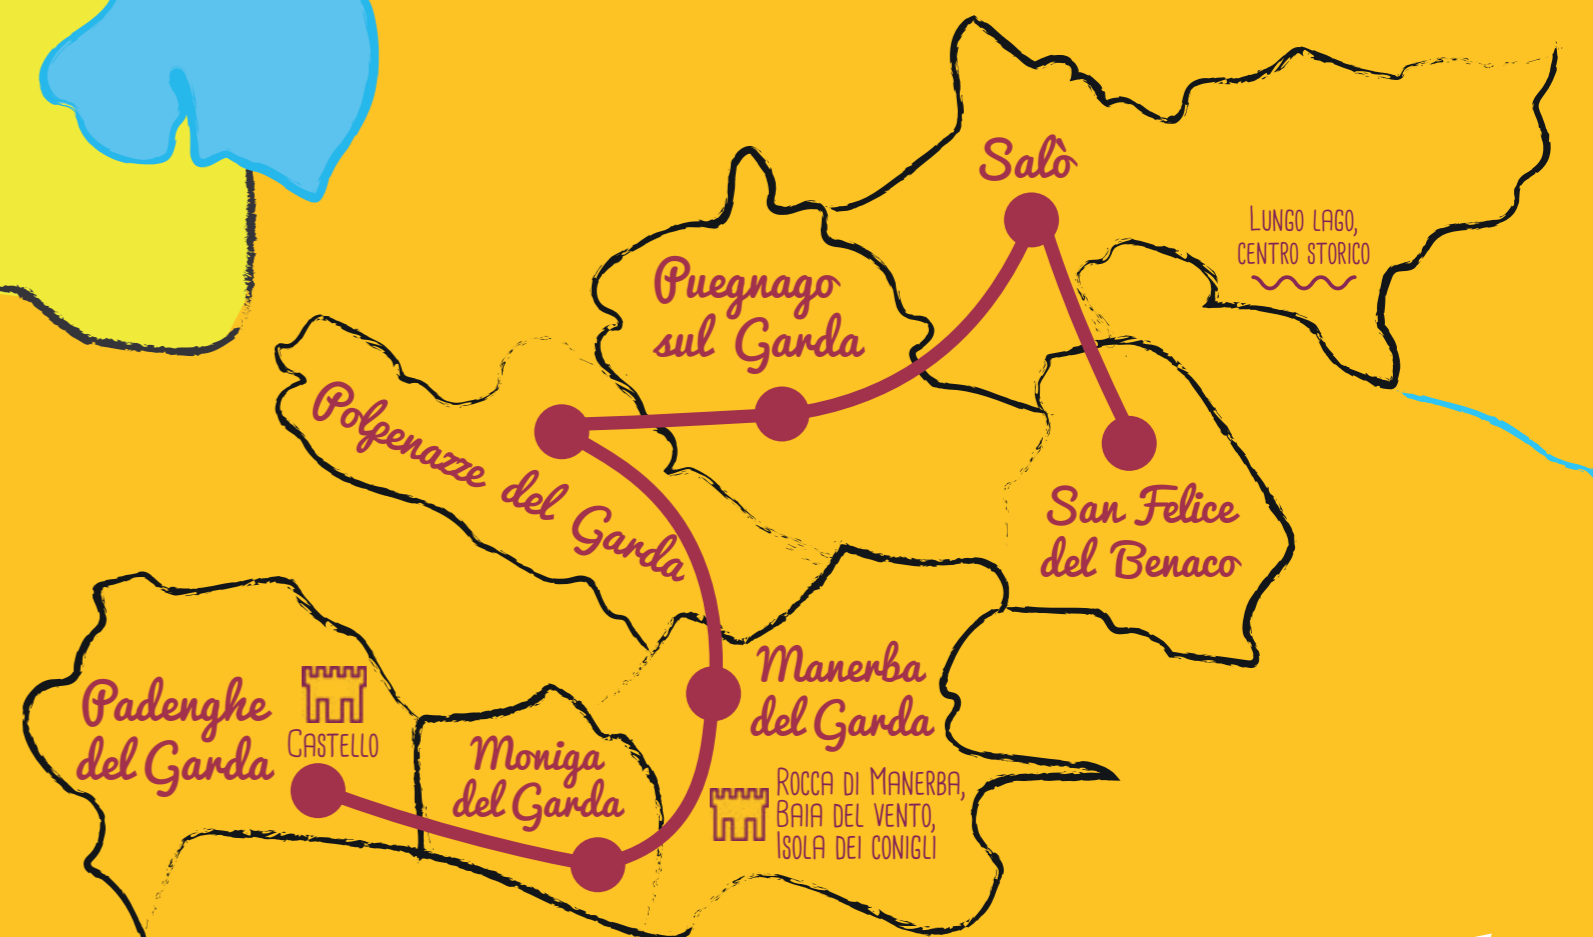 Salò
Lungo lago,
centro storico
Puegnago
sul Garda
Polpenazze del Garda
San Felice
del Benaco
Manerba
del Garda
Rocca di Manerba,
Baia del vento,
Isola dei conigli
Padenghe
del Garda
Castello
Moniga
del Garda